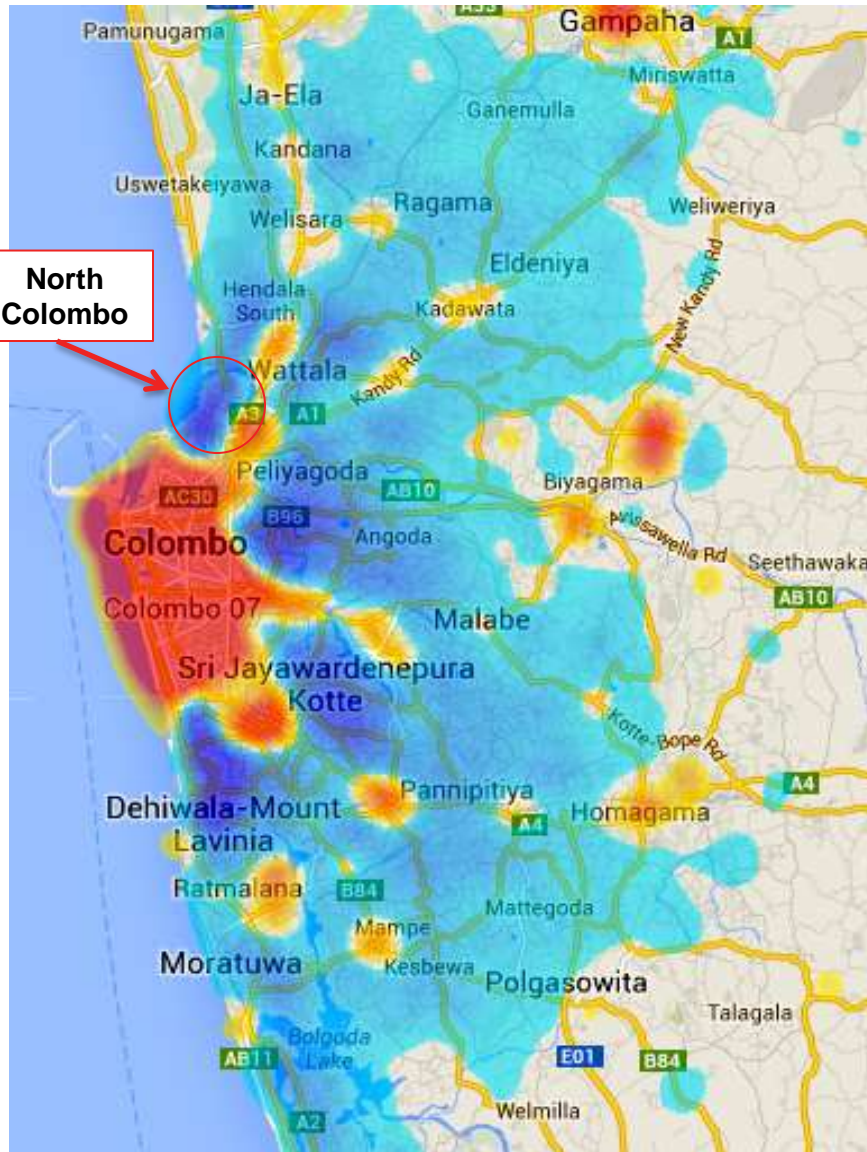 A33
Gampaha
A1
Pamunugama
Miriswatta
Ja-Ela
Ganemulla
Kandana
Uswetakeiyawa
Ragama
Weliweriya
Welisara
Eldeniya
New Kandy Rd
North
Colombo
Hendala
South
Kadawata
Wattala
Kandy Rd
A3
A1
Peliyagoda
Biyagama
AC30
AB10
B96
Avissawella Rd
Colombo
Angoda
Seethawaka
AB10
Colombo 07
Malabe
Sri Jayawardenepura
Kotte
Kotte-Bope Rd
Pannipitiya
A4
Dehiwala-Mount
Lavinia
A4
Homagama
Ratmalana
B84
Mattegoda
Mampe
Moratuwa
Kesbewa
Polgasowita
Talagala
Bolgoda
Lake
AB11
E01
B84
Welmilla
A2